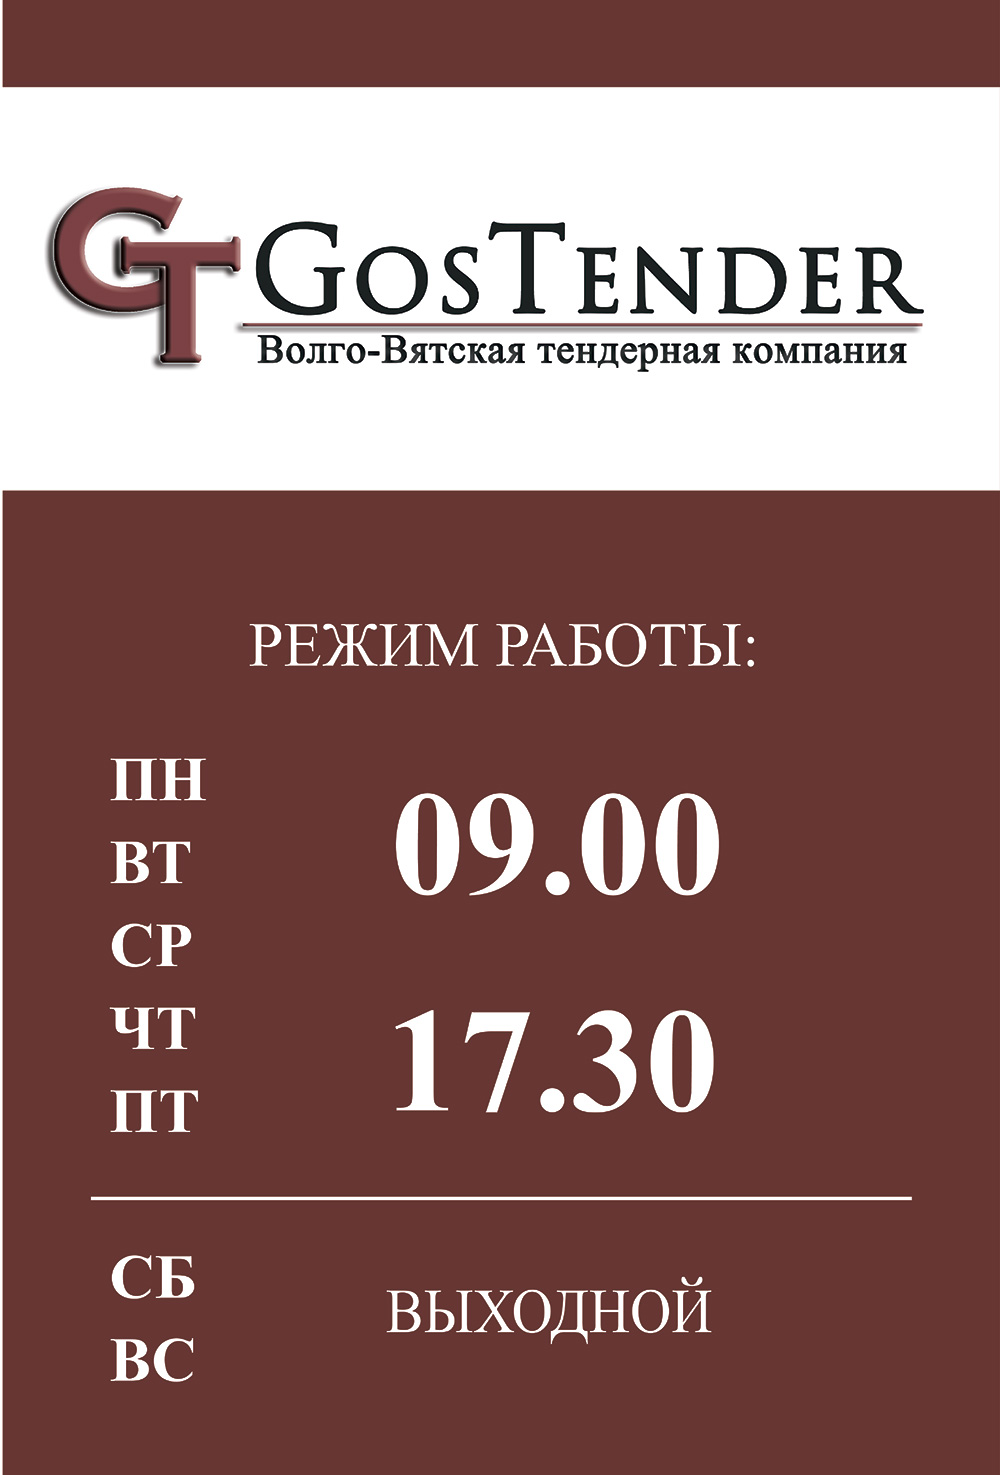 GT GOSTENDER
Волго-Вятская тендерная компания
РЕЖИМ РАБОТЫ:
ПН
ВТ
СР
ЧТ
ПТ
09.00
17.30
СБ
ВС
ВЫХОДНОЙ